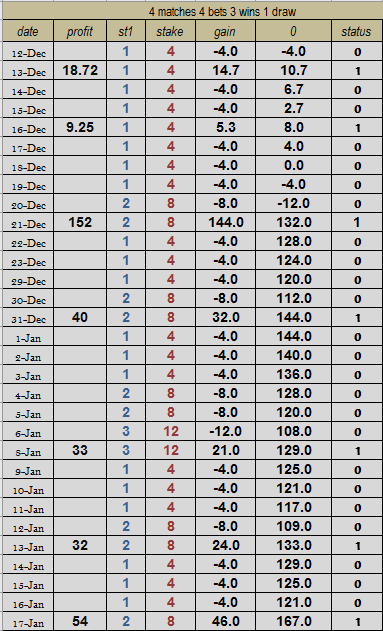 4 matches 4 bets 3 wins 1 draw
date profit st1 stake gain 0 status
12-Dec 1 4 -4.0 -4.0 0
13-Dec 18.72 1 4 14.7 10.7 1
14-Dec 1 4 -4.0 6.7 0
15-Dec 1 4 -4.0 2.7 0
16-Dec 9.25 1 4 5.3 8.0 1
17-Dec 1 4 -4.0 4.0 0
18-Dec 1 4 -4.0 0.0 0
19-Dec 1 4 -4.0 -4.0 0
20-Dec 2 8 -8.0 -12.0 0
21-Dec 152 2 8 144.0 132.0 1
22-Dec 1 4 -4.0 128.0 0
23-Dec 1 4 -4.0 124.0 0
29-Dec 1 4 -4.0 120.0 0
30-Dec 2 8 -8.0 112.0 0
31-Dec 40 2 8 32.0 144.0 1
1-Jan 1 4 -4.0 144.0 0
2-Jan 1 4 -4.0 140.0 0
3-Jan 1 4 -4.0 136.0 0
4-Jan 2 8 -8.0 128.0 0
5-Jan 2 8 -8.0 120.0 0
6-Jan 3 12 -12.0 108.0 0
8-Jan 33 3 12 21.0 129.0 1
9-Jan 1 4 -4.0 125.0 0
10-Jan 1 4 -4.0 121.0 0
11-Jan 1 4 -4.0 117.0 0
12-Jan 2 8 -8.0 109.0 0
13-Jan 32 2 8 24.0 133.0 1
14-Jan 1 4 -4.0 129.0 0
15-Jan 1 4 -4.0 125.0 0
16-Jan 1 4 -4.0 121.0 0
17-Jan 54 2 8 46.0 167.0 1